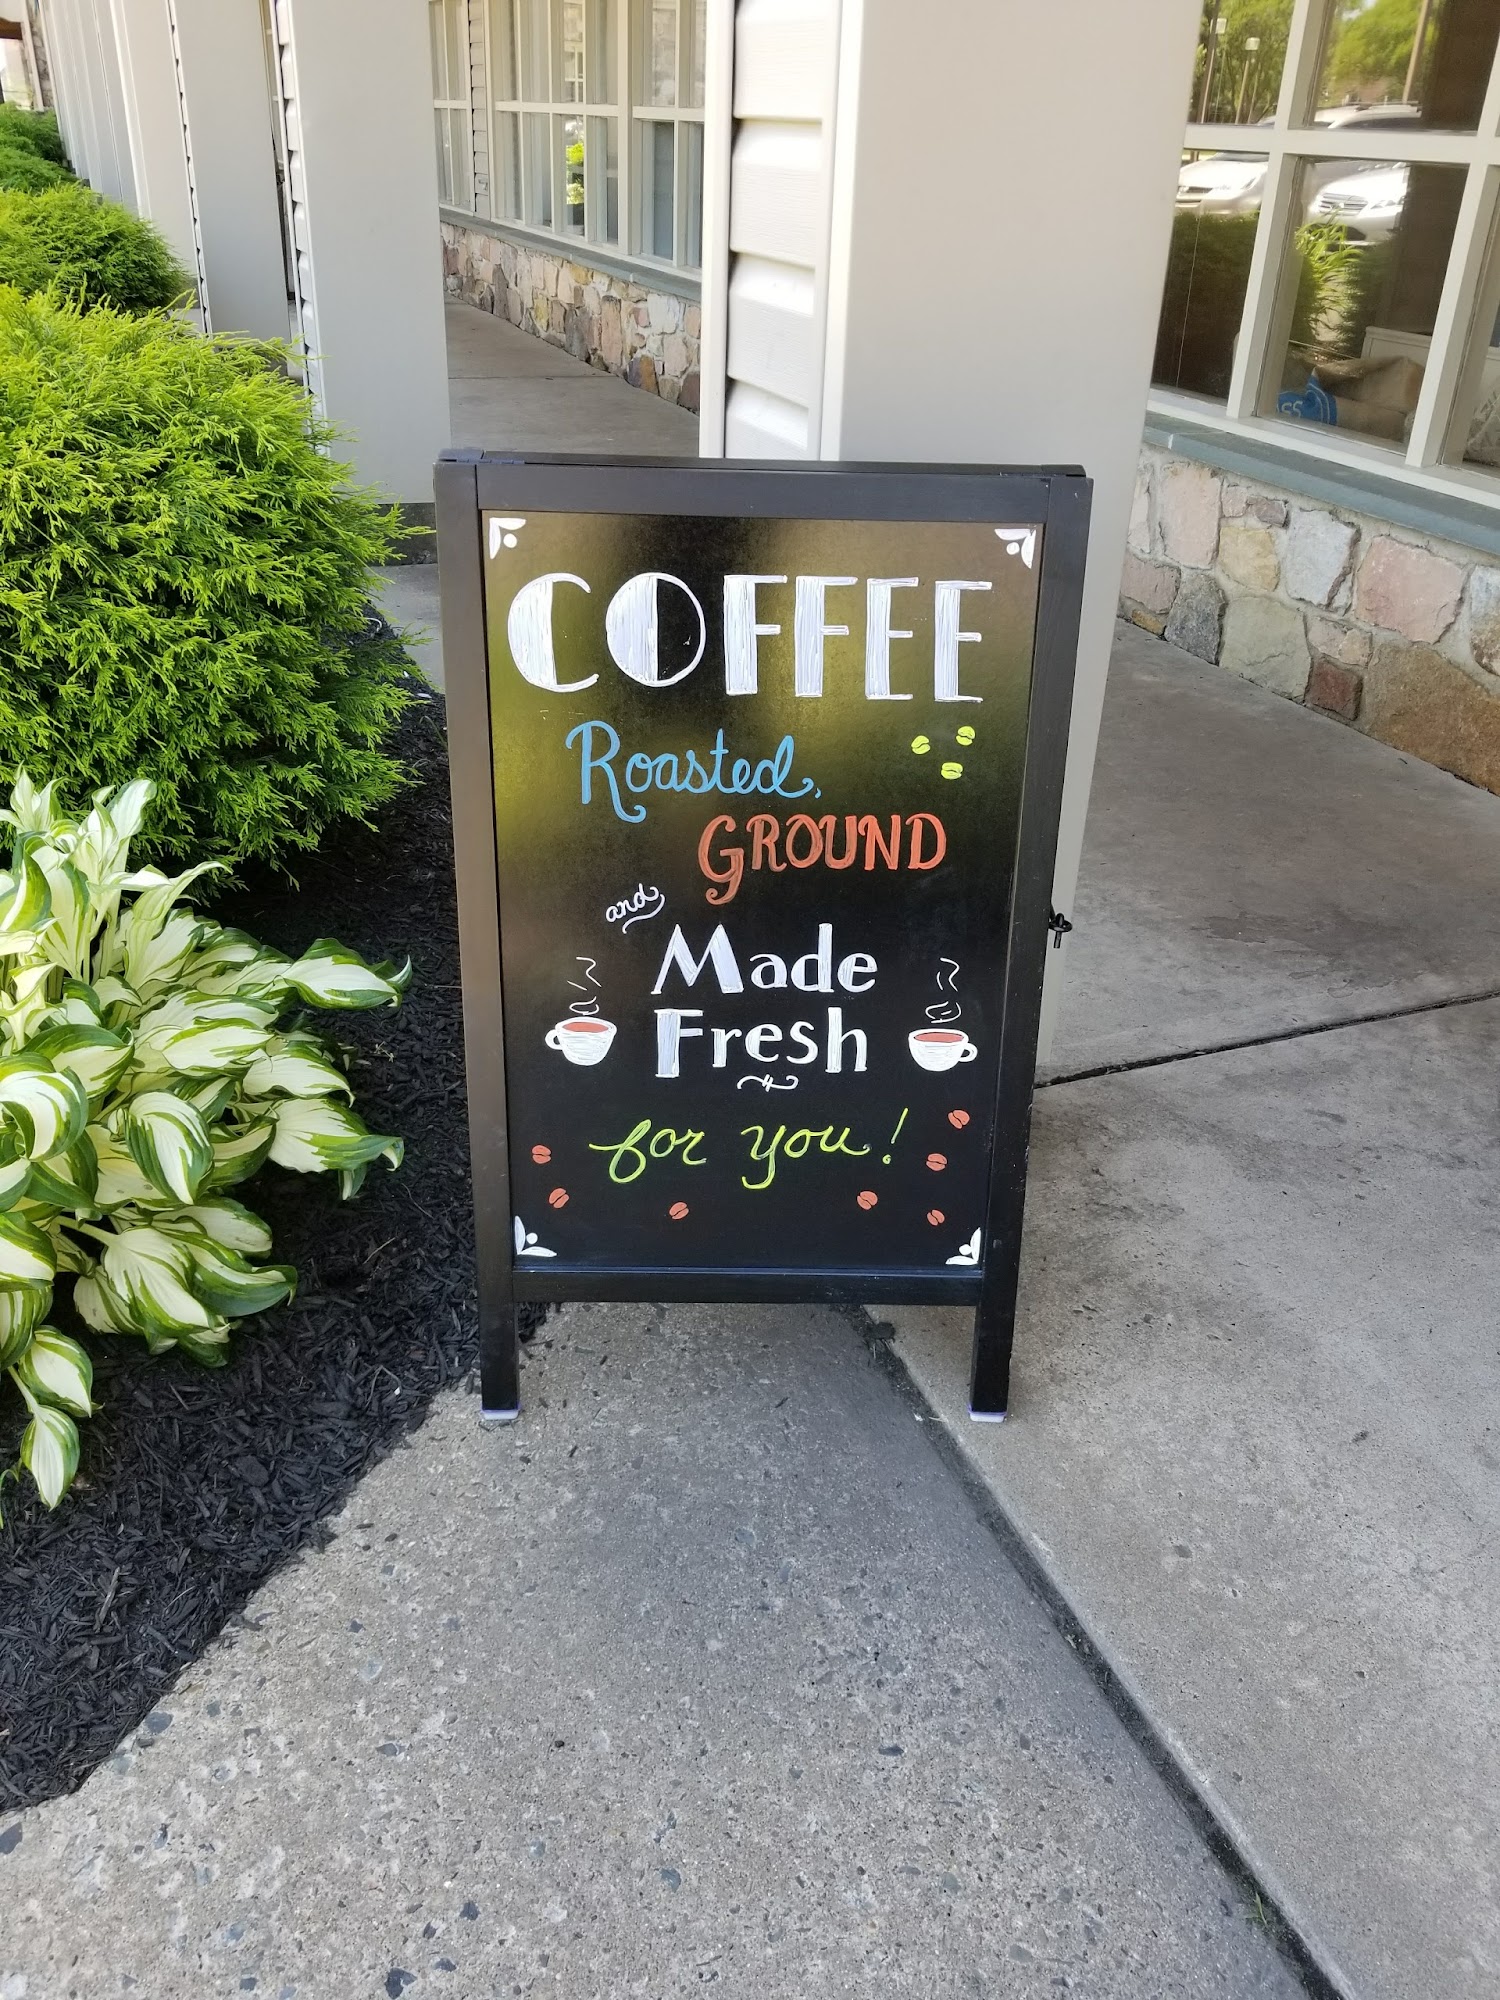 COFFEE
Roasted,
GROUND
and
Made
Fresh
for you!